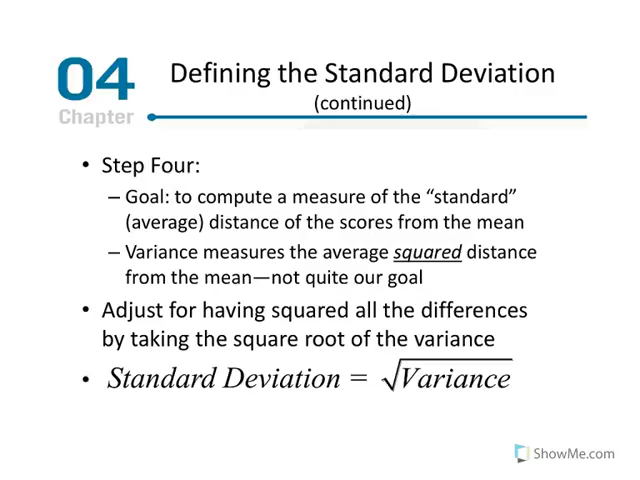 04
Chapter
Defining the Standard Deviation
(continued)
• Step Four:
– Goal: to compute a measure of the “standard”
(average) distance of the scores from the mean
– Variance measures the average squared distance
from the mean—not quite our goal
• Adjust for having squared all the differences
by taking the square root of the variance
• Standard Deviation = √Variance
ShowMe.com